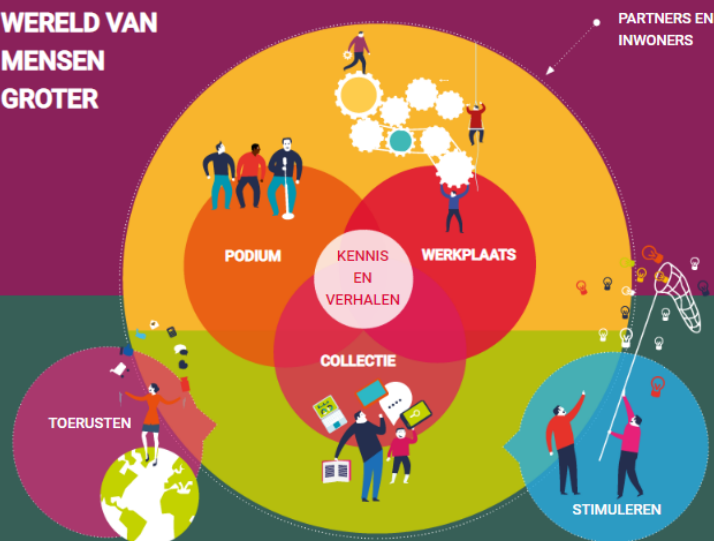 WERELD VAN
MENSEN
GROTER
PARTNERS EN
INWONERS
PODIUM
WERKPLAATS
KENNIS
EN
VERHALEN
COLLECTIE
TOERUSTEN
STIMULEREN